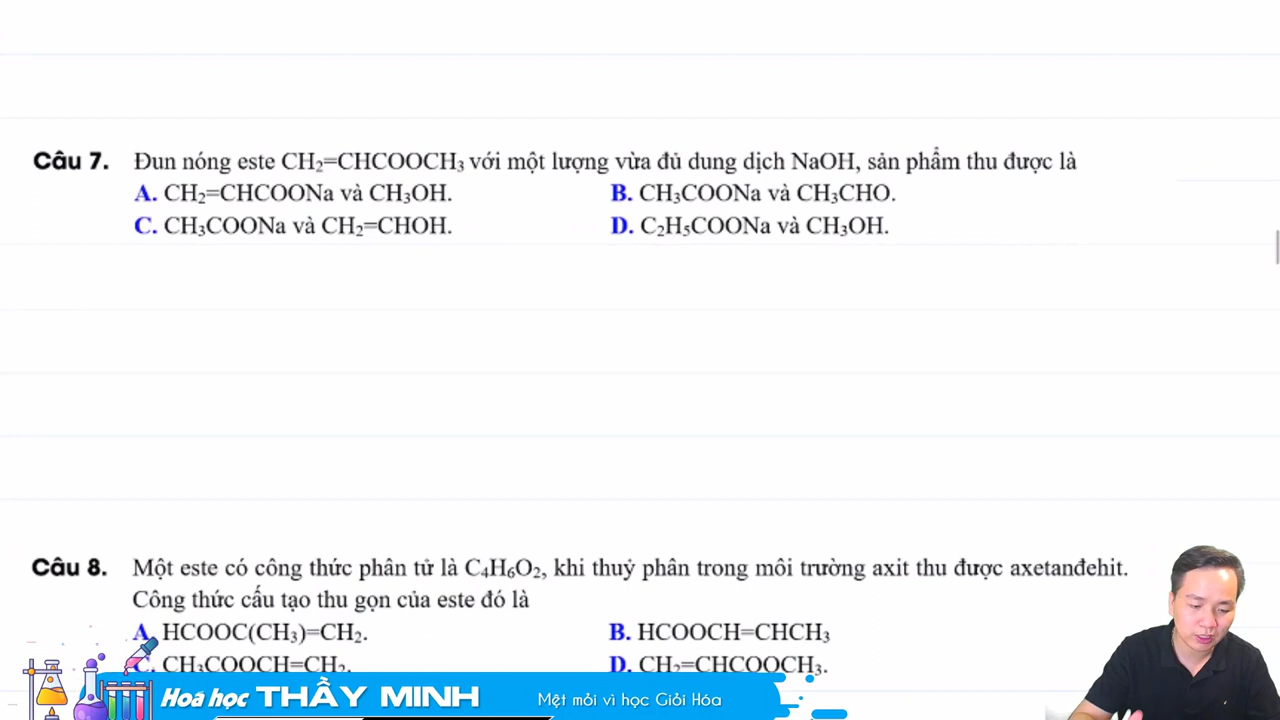 Câu 7. Đun nóng este CH₂=CHCOOCH₃ với một lượng vừa đủ dung dịch NaOH, sản phẩm thu được là
A. CH₂=CHCOONa và CH₃OH. B. CH₃COONa và CH₃CHO.
C. CH₃COONa và CH₂=CHOH. D. C₂H₅COONa và CH₃OH.
Câu 8. Một este có công thức phân tử là C₄H₆O₂, khi thuỷ phân trong môi trường axit thu được axetanđehit.
Công thức cấu tạo thu gọn của este đó là
A. HCOOC(CH₃)=CH₂. B. HCOOCH=CHCH₃
C. CH₃COOCH=CH₂. D. CH₂=CHCOOCH₃.
Hoá học THẦY MINH Mệt mỏi vì học Giỏi Hóa